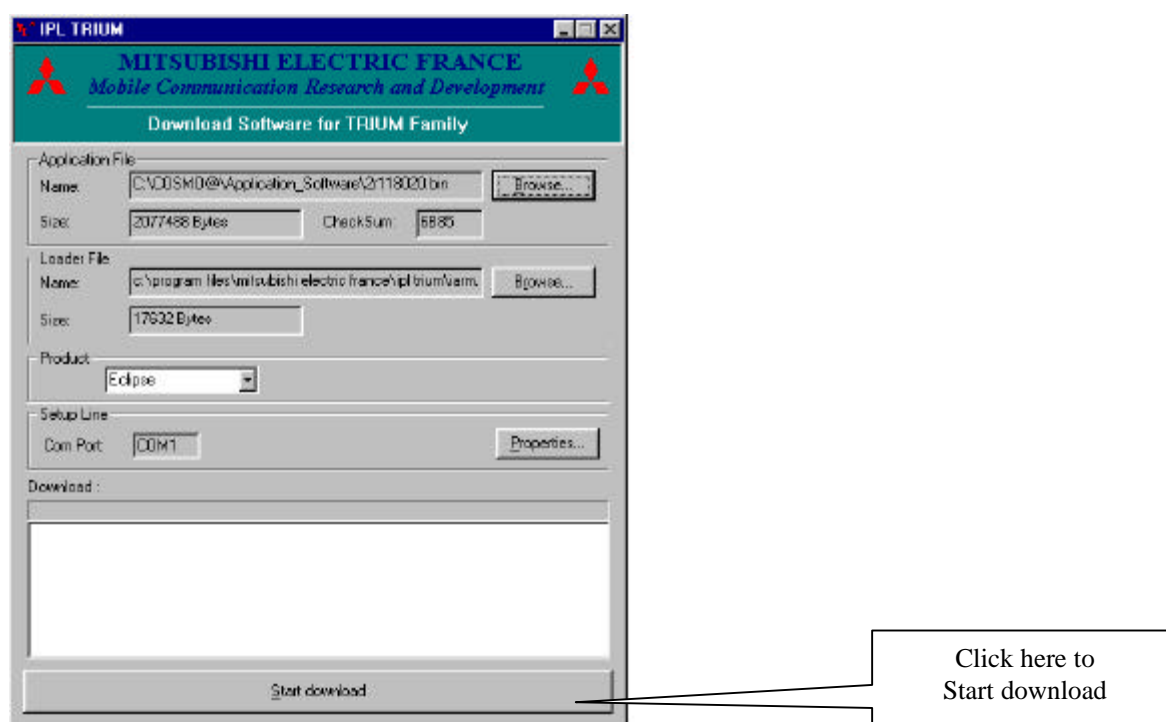 IPL TRIUM
MITSUBISHI ELECTRIC FRANCE
Mobile Communication Research and Development
Download Software for TRIUM Family
Application File
Name: C:\COSMO@\Application_Software\2r118020.bin Browse...
Size: 2077488 Bytes CheckSum: 6B85
Loader File
Name: c:\program files\mitsubishi electric france\ipl trium\varm. Browse...
Size: 17632 Bytes
Product
Eclipse
Setup Line
Com Port: COM1 Properties...
Download :
Start download
Click here to
Start download